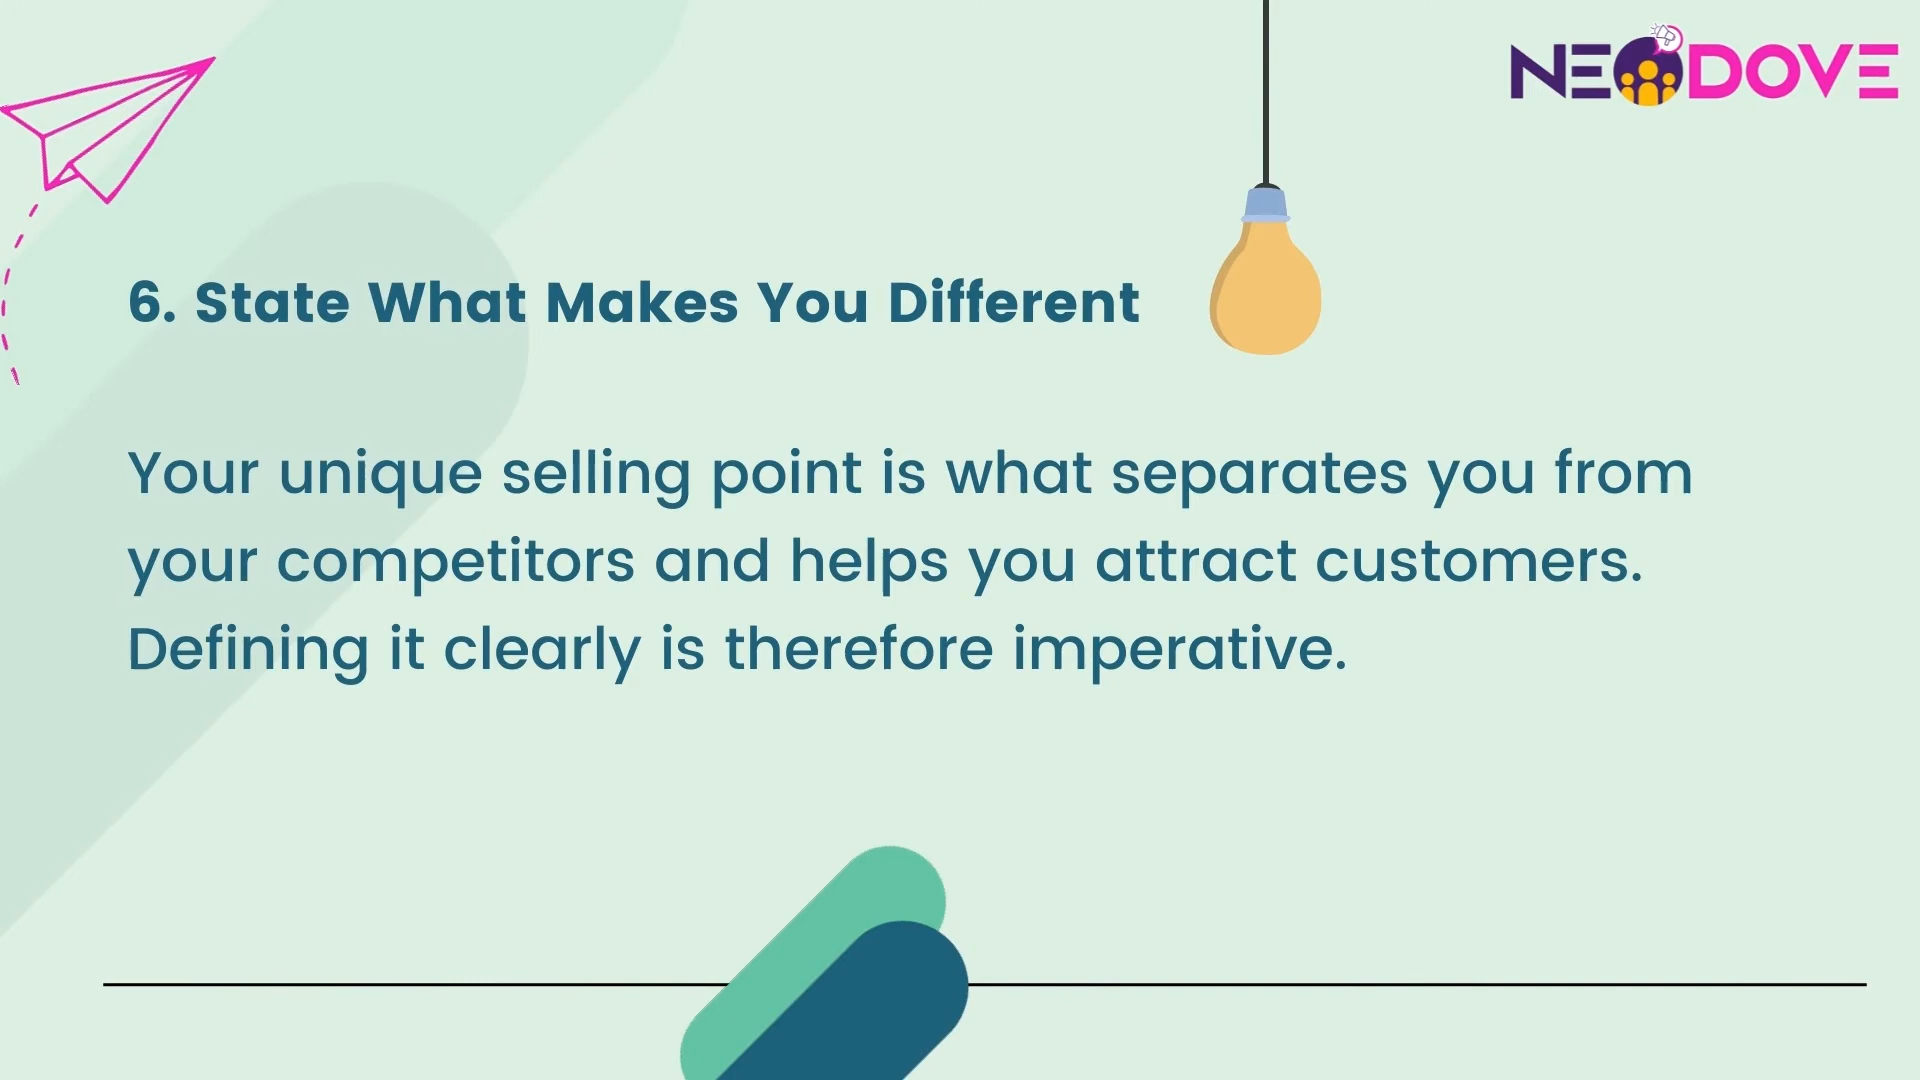 NEODOVE
6. State What Makes You Different
Your unique selling point is what separates you from
your competitors and helps you attract customers.
Defining it clearly is therefore imperative.